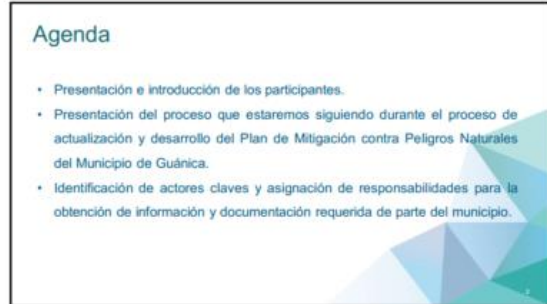 Agenda
• Presentación e introducción de los participantes.
• Presentación del proceso que estaremos siguiendo durante el proceso de
actualización y desarrollo del Plan de Mitigación contra Peligros Naturales
del Municipio de Guánica.
• Identificación de actores claves y asignación de responsabilidades para la
obtención de información y documentación requerida de parte del municipio.